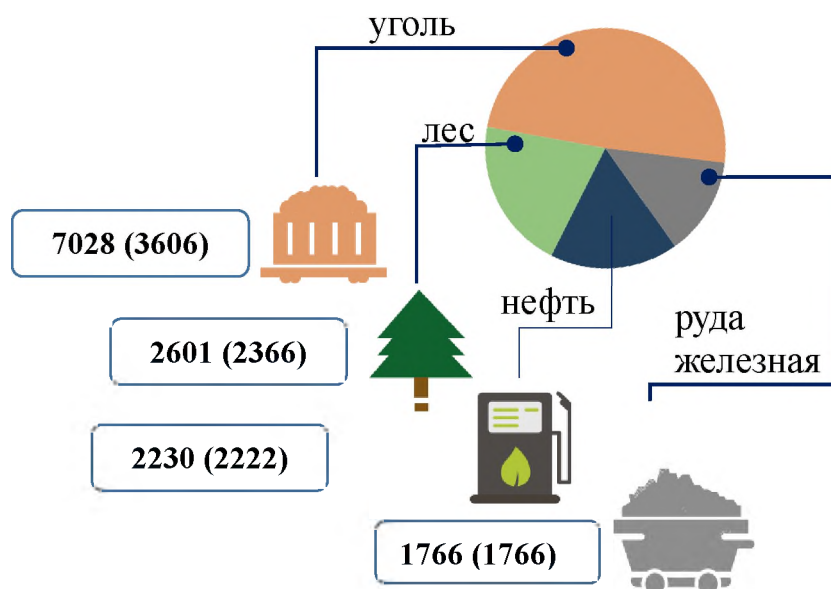 уголь
лес
7028 (3606)
нефть
руда
железная
2601 (2366)
2230 (2222)
1766 (1766)